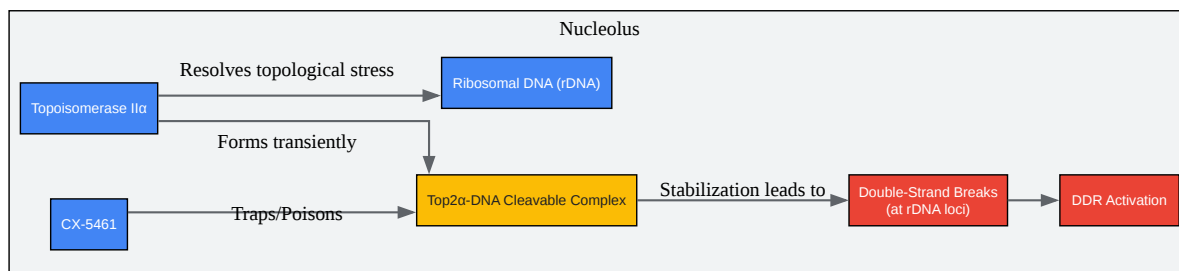 Nucleolus
Resolves topological stress
Ribosomal DNA (rDNA)
Topoisomerase IIα
Forms transiently
Top2α-DNA Cleavable Complex
Stabilization leads to
Double-Strand Breaks
(at rDNA loci)
DDR Activation
CX-5461
Traps/Poisons